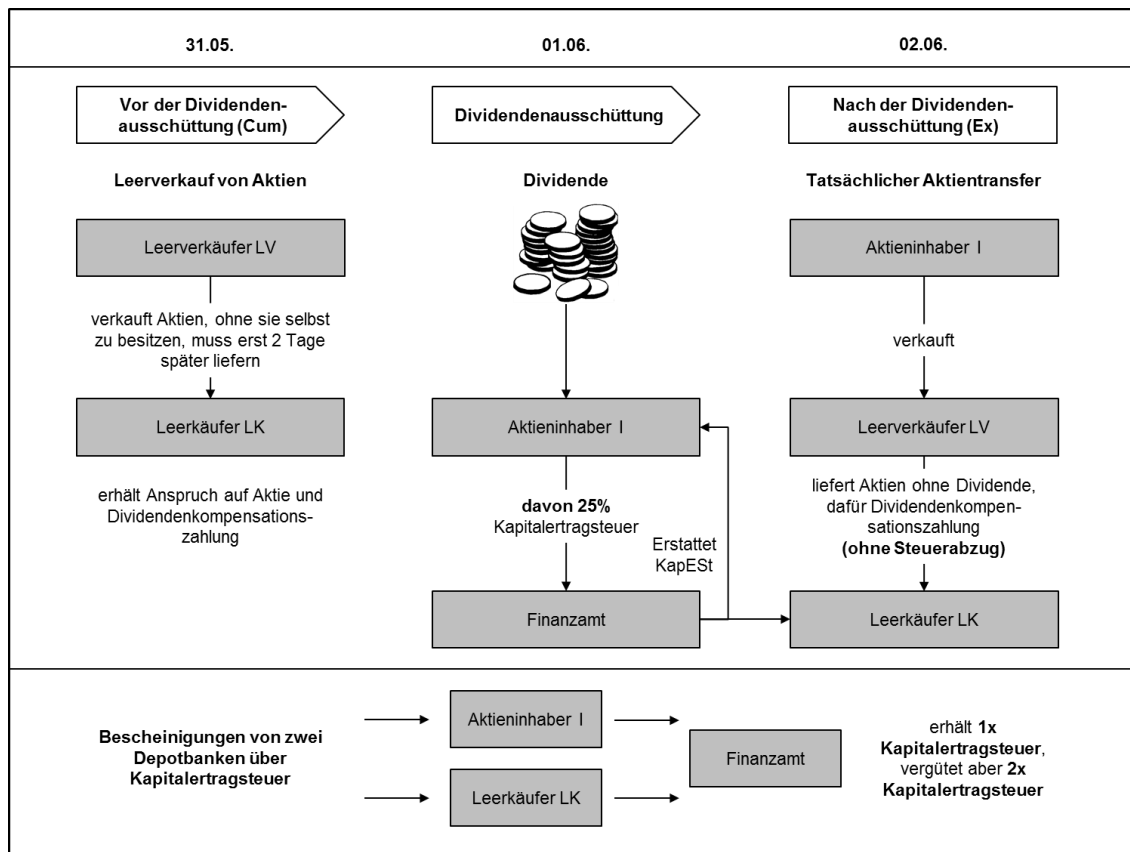 31.05.
01.06.
02.06.
Vor der Dividenden-
ausschüttung (Cum)
Dividendenausschüttung
Nach der Dividenden-
ausschüttung (Ex)
Leerverkauf von Aktien
Dividende
Tatsächlicher Aktientransfer
Leerverkäufer LV
verkauft Aktien, ohne sie selbst
zu besitzen, muss erst 2 Tage
später liefern
Leerkäufer LK
erhält Anspruch auf Aktie und
Dividendenkompensations-
zahlung
Aktieninhaber I
davon 25%
Kapitalertragsteuer
Erstattet
KapESt
Finanzamt
Aktieninhaber I
verkauft
Leerverkäufer LV
liefert Aktien ohne Dividende,
dafür Dividendenkompen-
sationszahlung
(ohne Steuerabzug)
Leerkäufer LK
Bescheinigungen von zwei
Depotbanken über
Kapitalertragsteuer
Aktieninhaber I
Leerkäufer LK
Finanzamt
erhält 1x
Kapitalertragsteuer,
vergütet aber 2x
Kapitalertragsteuer